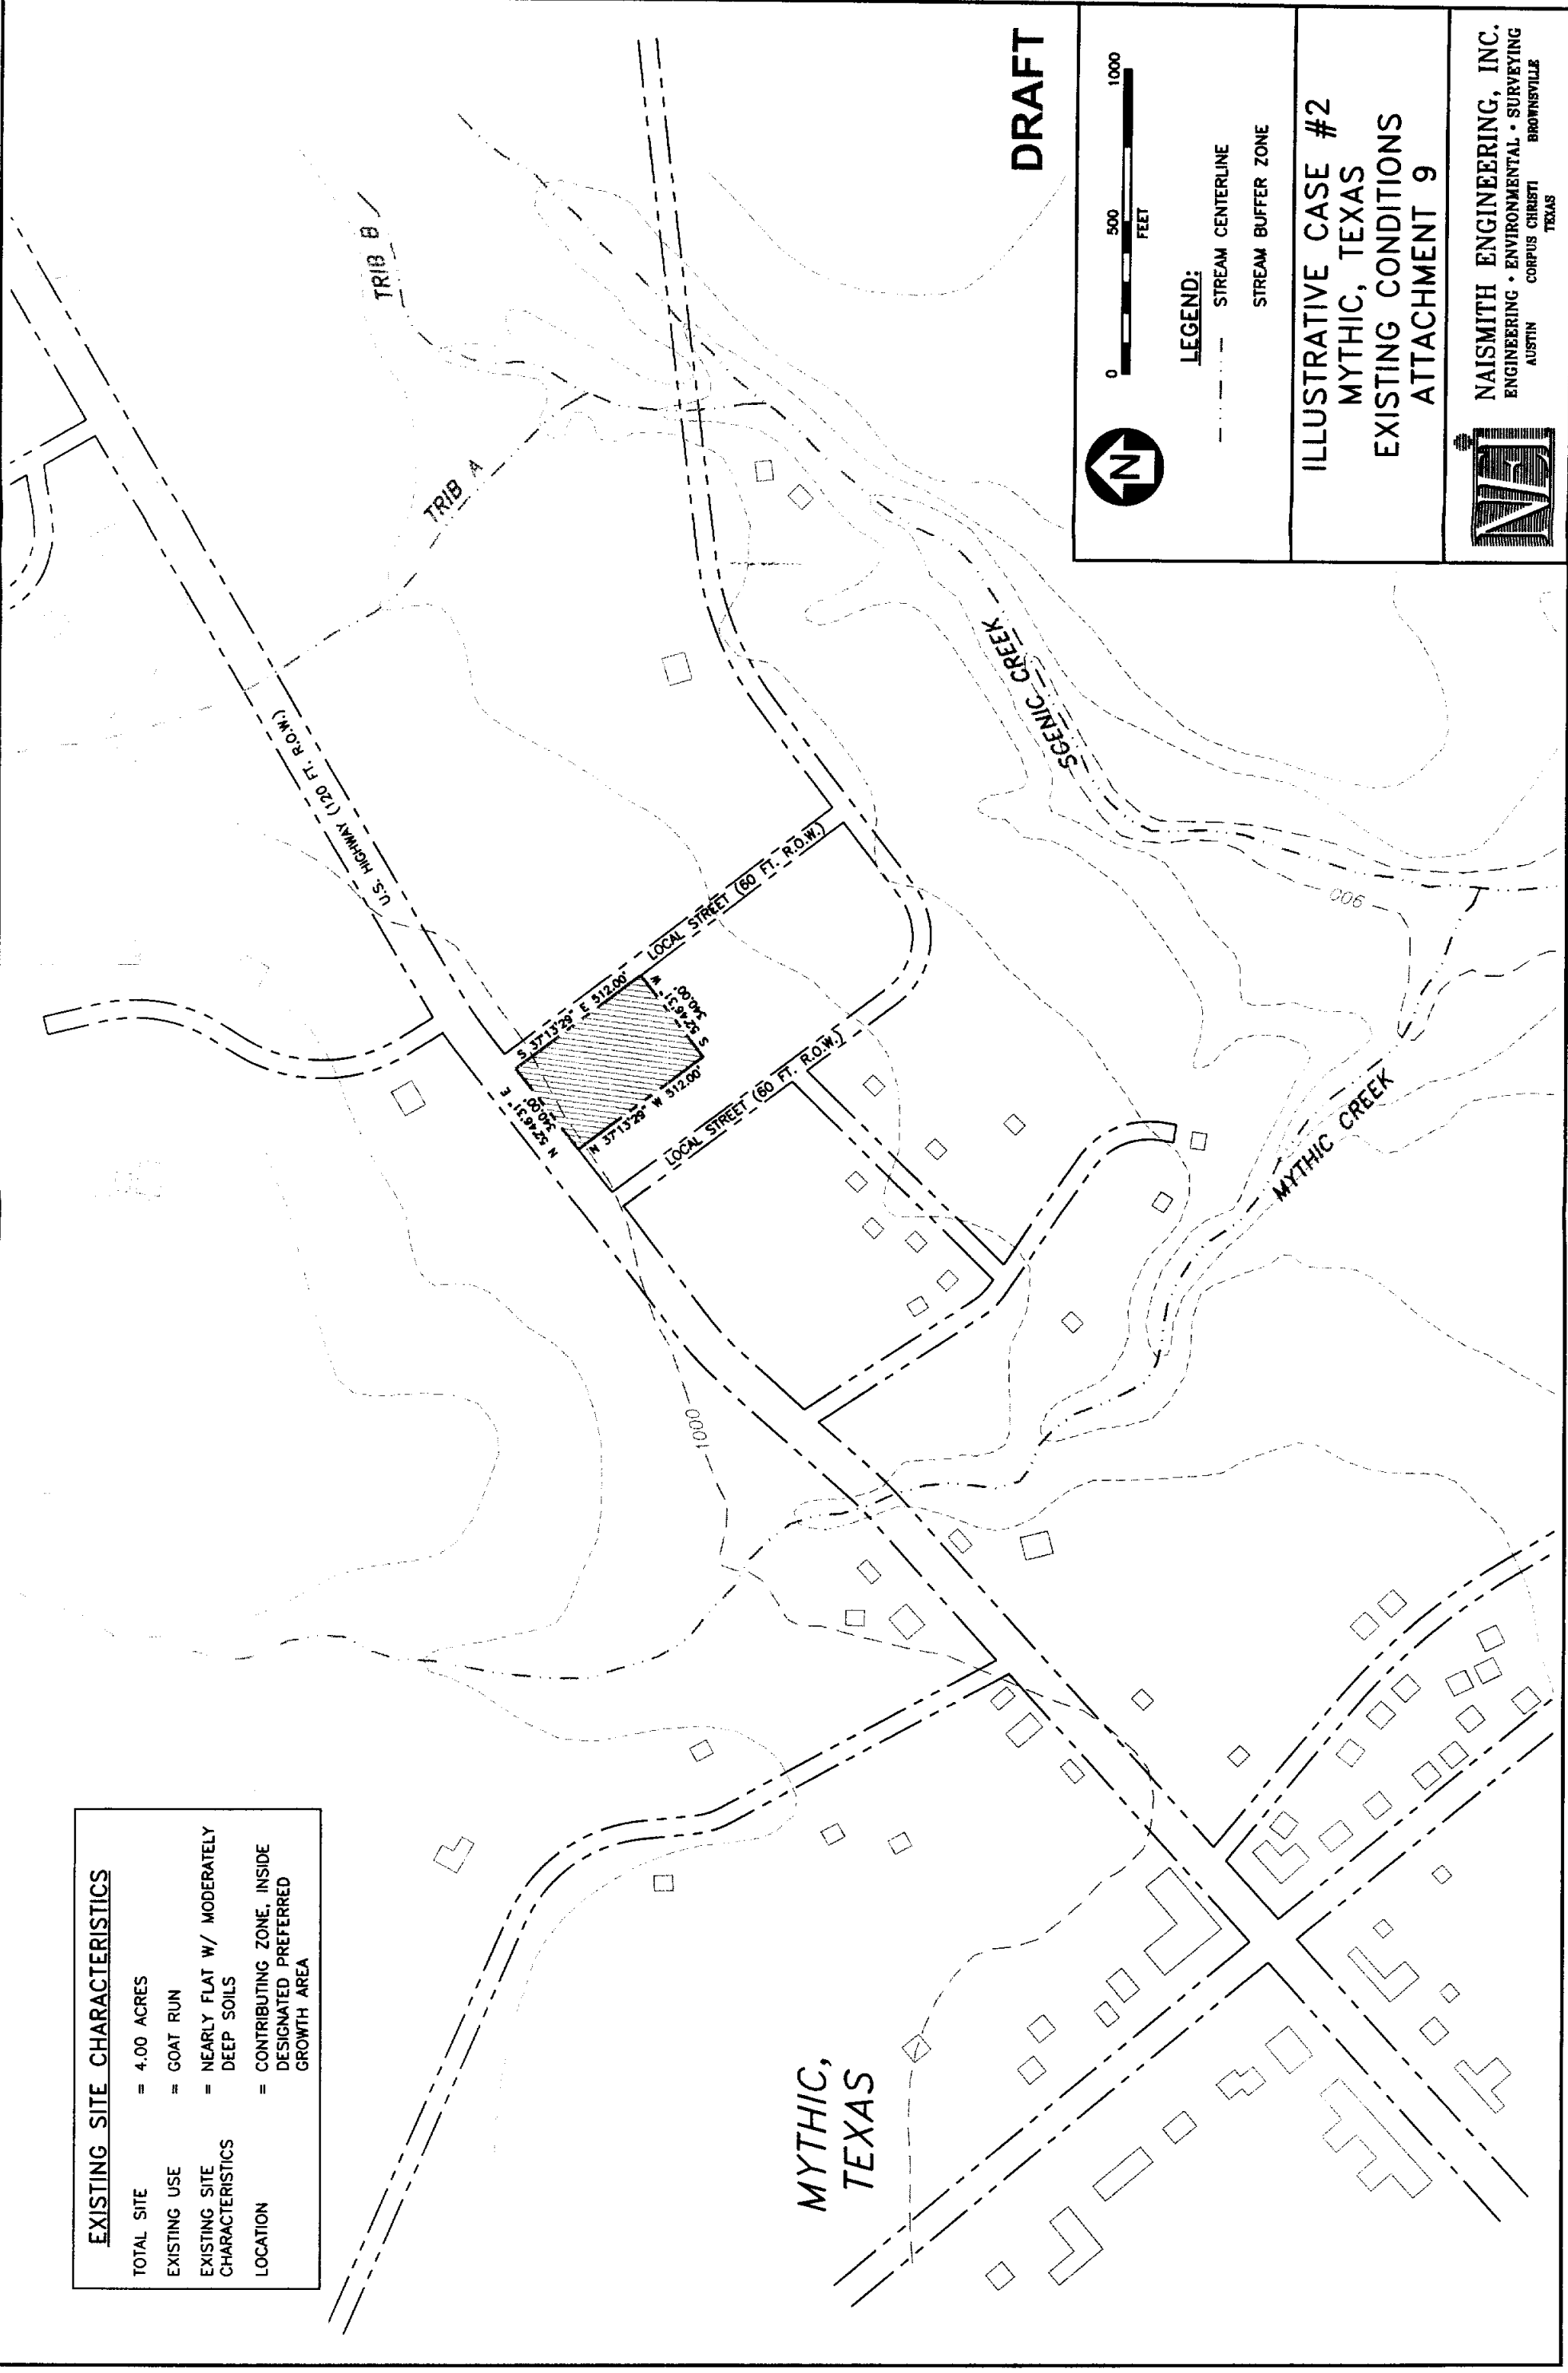 EXISTING SITE CHARACTERISTICS
TOTAL SITE = 4.00 ACRES
EXISTING USE = GOAT RUN
EXISTING SITE = NEARLY FLAT W/ MODERATELY
CHARACTERISTICS DEEP SOILS
LOCATION = CONTRIBUTING ZONE, INSIDE
DESIGNATED PREFERRED
GROWTH AREA
TRIB B
TRIB A
U.S. HIGHWAY (120 FT. R.O.W.)
N 52°46'31" E
340.00'
S 37°13'29" E 512.00'
S 52°46'31" W
340.00'
N 37°13'29" W 512.00'
LOCAL STREET (60 FT. R.O.W.)
LOCAL STREET (60 FT. R.O.W.)
1000
SCENIC CREEK
900
MYTHIC CREEK
MYTHIC,
TEXAS
DRAFT
N
0 500 1000
FEET
LEGEND:
STREAM CENTERLINE
STREAM BUFFER ZONE
ILLUSTRATIVE CASE #2
MYTHIC, TEXAS
EXISTING CONDITIONS
ATTACHMENT 9
NEI
NAISMITH ENGINEERING, INC.
ENGINEERING • ENVIRONMENTAL • SURVEYING
AUSTIN CORPUS CHRISTI BROWNSVILLE
TEXAS